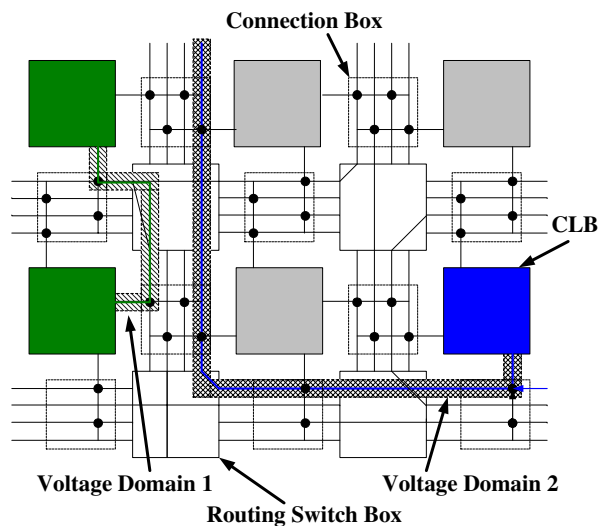 Connection Box
CLB
Voltage Domain 1
Voltage Domain 2
Routing Switch Box